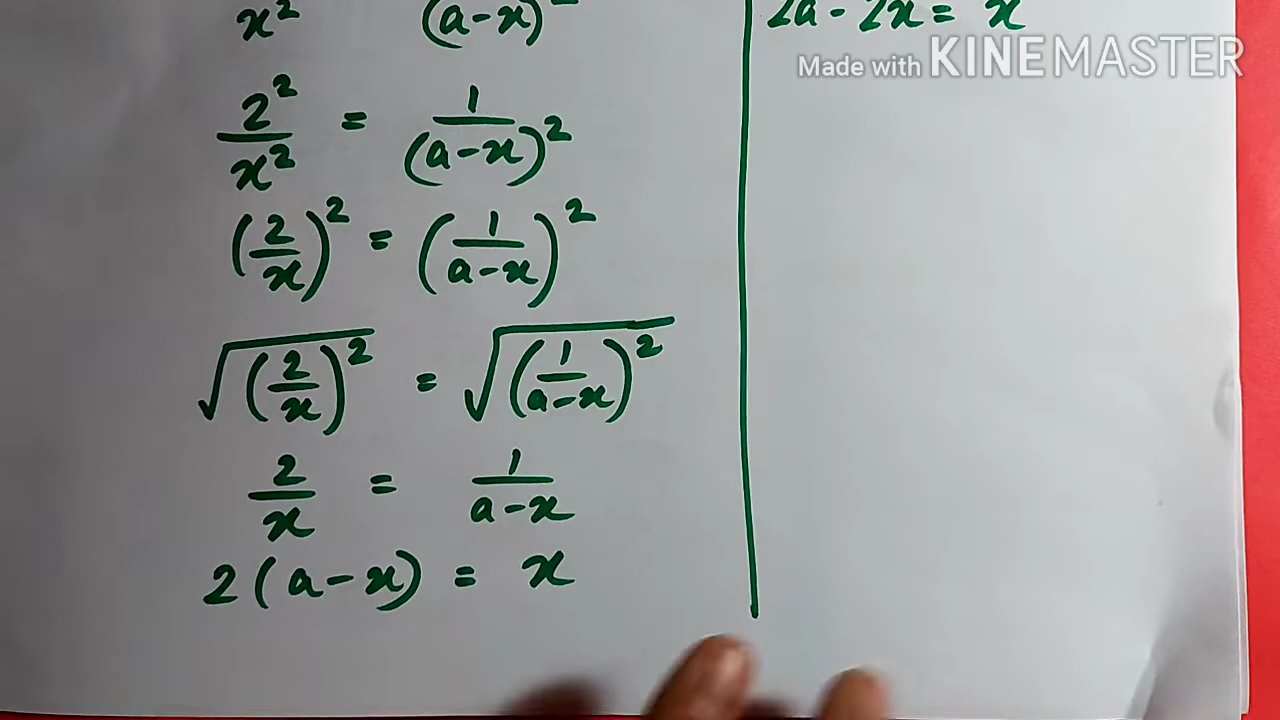 x² (a-x)²
2²/x² = 1/(a-x)²
(2/x)² = (1/(a-x))²
√(2/x)² = √(1/(a-x))²
2/x = 1/(a-x)
2(a-x) = x
2a - 2x = x
Made with KINEMASTER